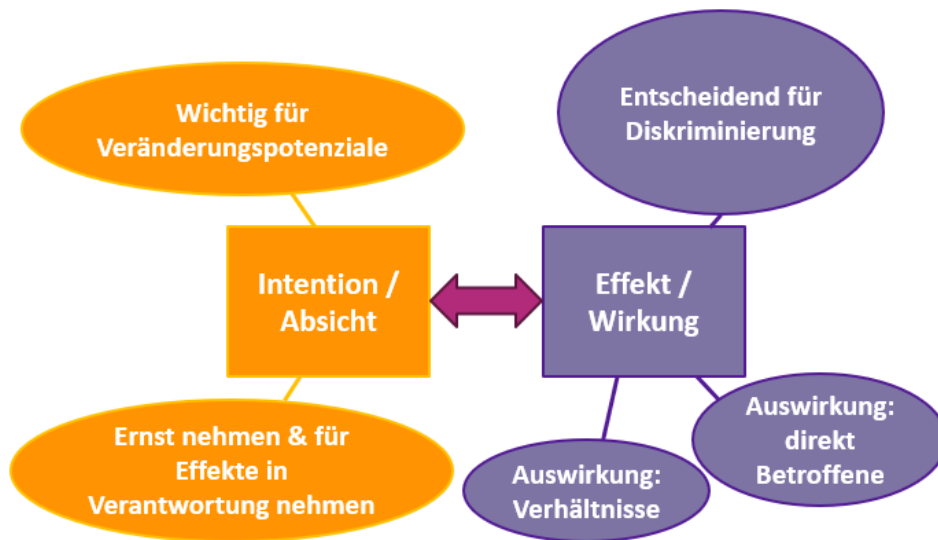 Wichtig für
Veränderungspotenziale
Entscheidend für
Diskriminierung
Intention /
Absicht
Effekt /
Wirkung
Ernst nehmen & für
Effekte in
Verantwortung nehmen
Auswirkung:
Verhältnisse
Auswirkung:
direkt
Betroffene